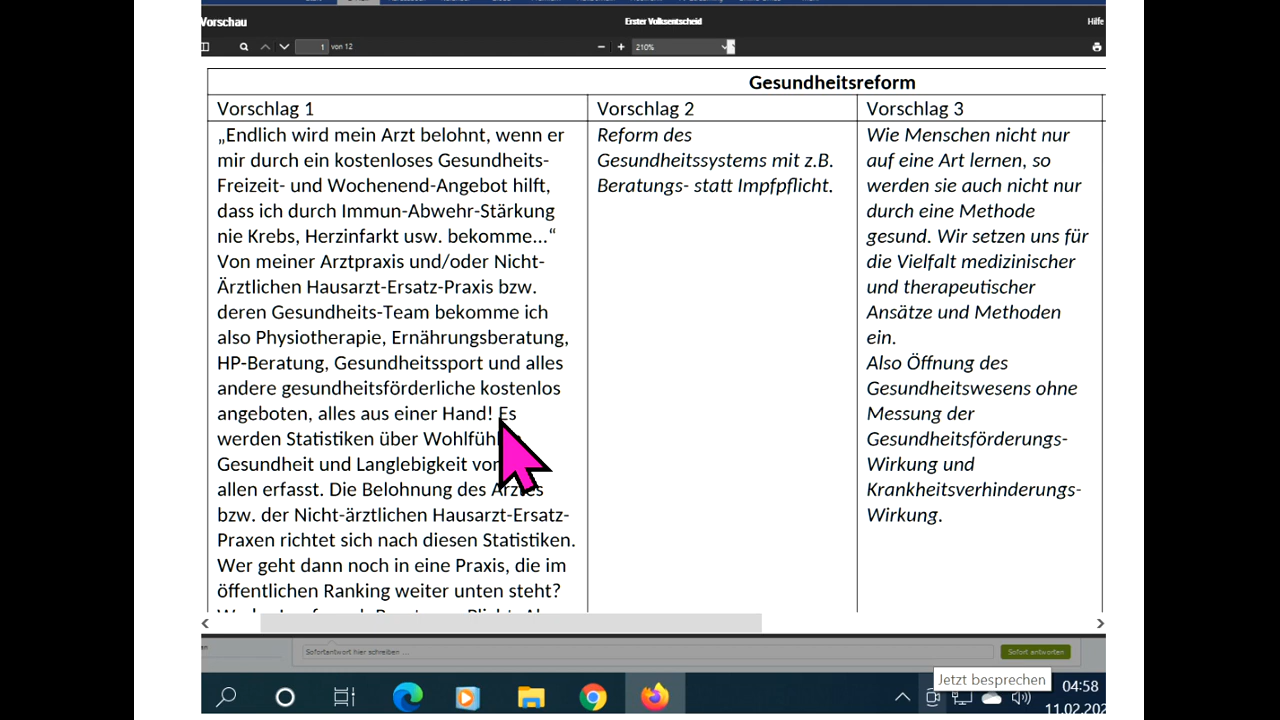 Vorschau
Erster Volksentscheid
Hilfe
1 von 12
210%
Gesundheitsreform
Vorschlag 1
„Endlich wird mein Arzt belohnt, wenn er
mir durch ein kostenloses Gesundheits-
Freizeit- und Wochenend-Angebot hilft,
dass ich durch Immun-Abwehr-Stärkung
nie Krebs, Herzinfarkt usw. bekomme...“
Von meiner Arztpraxis und/oder Nicht-
Ärztlichen Hausarzt-Ersatz-Praxis bzw.
deren Gesundheits-Team bekomme ich
also Physiotherapie, Ernährungsberatung,
HP-Beratung, Gesundheitssport und alles
andere gesundheitsförderliche kostenlos
angeboten, alles aus einer Hand! Es
werden Statistiken über
Gesundheit und Langlebigkeit
allen erfasst. Die Belohnung des Arztes
bzw. der Nicht-ärztlichen Hausarzt-Ersatz-
Praxen richtet sich nach diesen Statistiken.
Wer geht dann noch in eine Praxis, die im
öffentlichen Ranking weiter unten steht?
Vorschlag 2
Reform des
Gesundheitssystems mit z.B.
Beratungs- statt Impfpflicht.
Vorschlag 3
Wie Menschen nicht nur
auf eine Art lernen, so
werden sie auch nicht nur
durch eine Methode
gesund. Wir setzen uns für
die Vielfalt medizinischer
und therapeutischer
Ansätze und Methoden
ein.
Also Öffnung des
Gesundheitswesens ohne
Messung der
Gesundheitsförderungs-
Wirkung und
Krankheitsverhinderungs-
Wirkung.
Sofortantwort hier schreiben ...
Sofort antworten
Jetzt besprechen
04:58
11.02.202